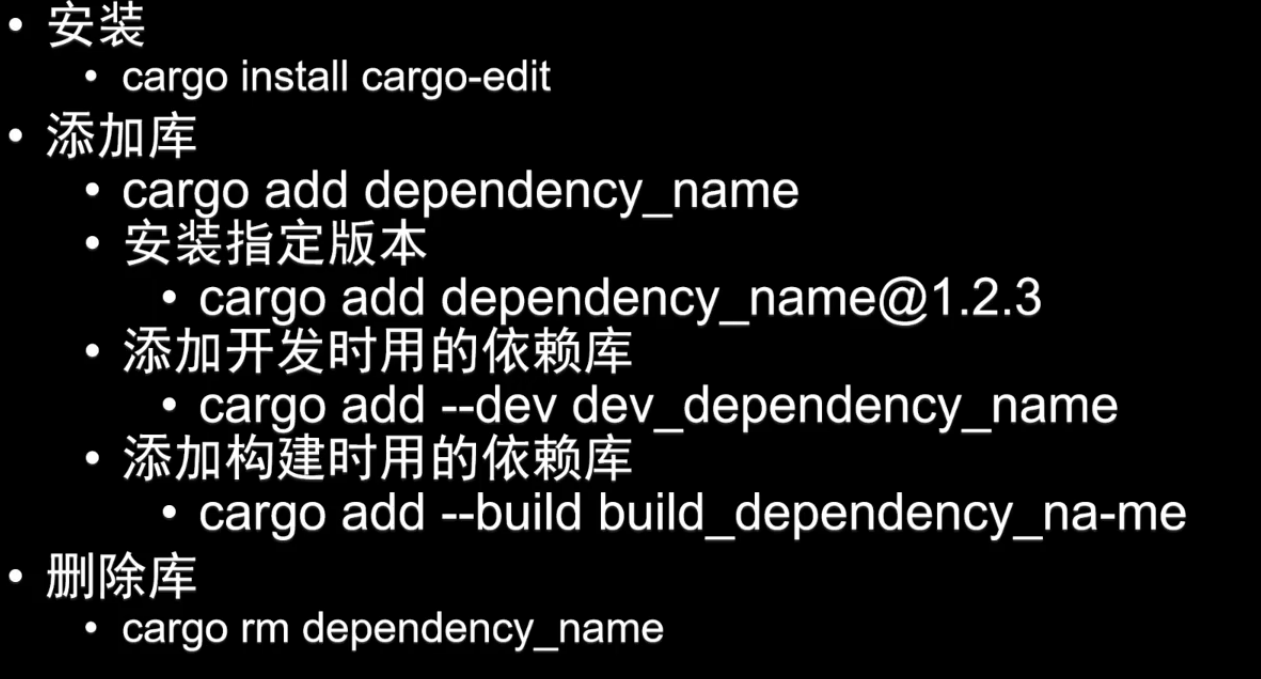 • 安装
• cargo install cargo-edit
• 添加库
• cargo add dependency_name
• 安装指定版本
• cargo add dependency_name@1.2.3
• 添加开发时用的依赖库
• cargo add --dev dev_dependency_name
• 添加构建时用的依赖库
• cargo add --build build_dependency_na-me
• 删除库
• cargo rm dependency_name